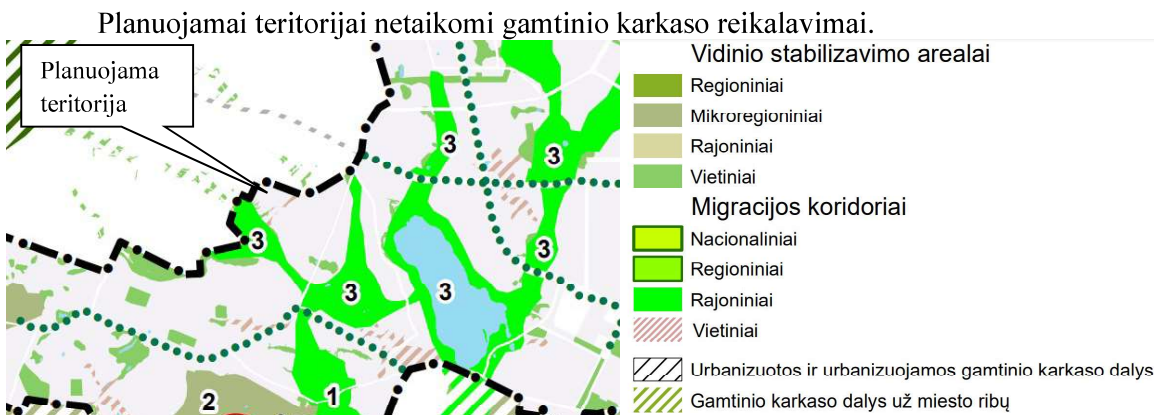 Planuojamai teritorijai netaikomi gamtinio karkaso reikalavimai.
Planuojama
teritorija
3
3
3
3
3
3
2
1
Vidinio stabilizavimo arealai
Regioniniai
Mikroregioniniai
Rajoniniai
Vietiniai
Migracijos koridoriai
Nacionaliniai
Regioniniai
Rajoniniai
Vietiniai
Urbanizuotos ir urbanizuojamos gamtinio karkaso dalys
Gamtinio karkaso dalys už miesto ribų